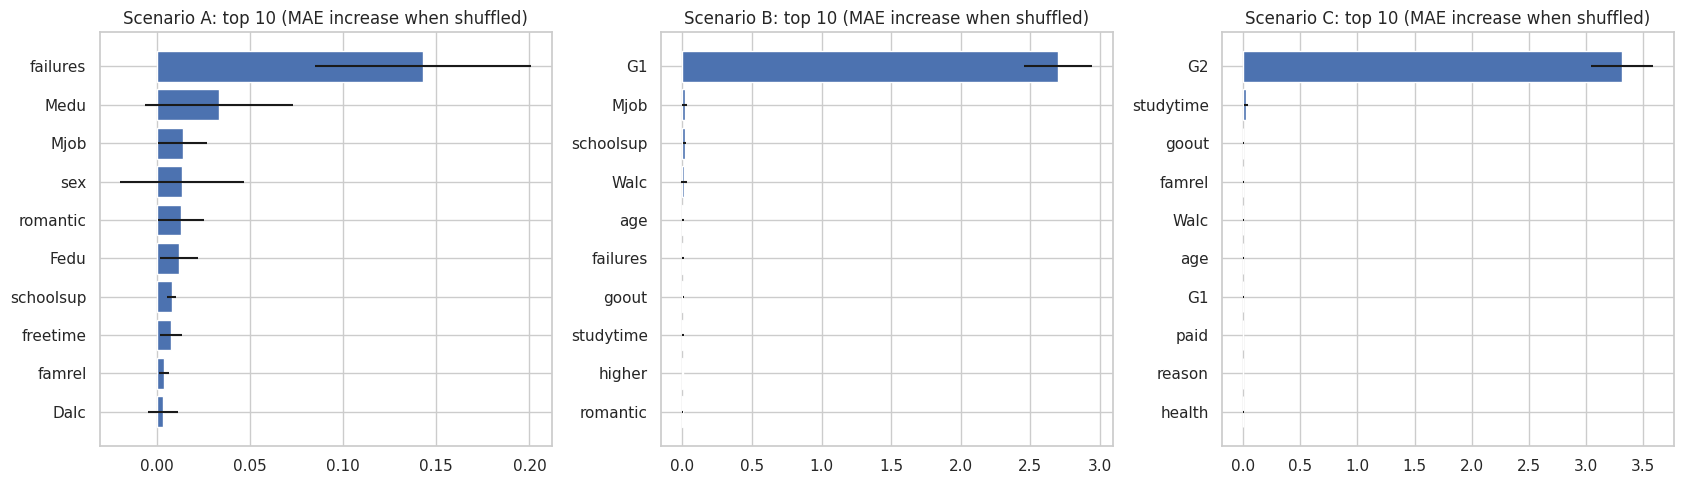 Scenario A: top 10 (MAE increase when shuffled)
failures
Medu
Mjob
sex
romantic
Fedu
schoolsup
freetime
famrel
Dalc
0.00 0.05 0.10 0.15 0.20
Scenario B: top 10 (MAE increase when shuffled)
G1
Mjob
schoolsup
Walc
age
failures
goout
studytime
higher
romantic
0.0 0.5 1.0 1.5 2.0 2.5 3.0
Scenario C: top 10 (MAE increase when shuffled)
G2
studytime
goout
famrel
Walc
age
G1
paid
reason
health
0.0 0.5 1.0 1.5 2.0 2.5 3.0 3.5